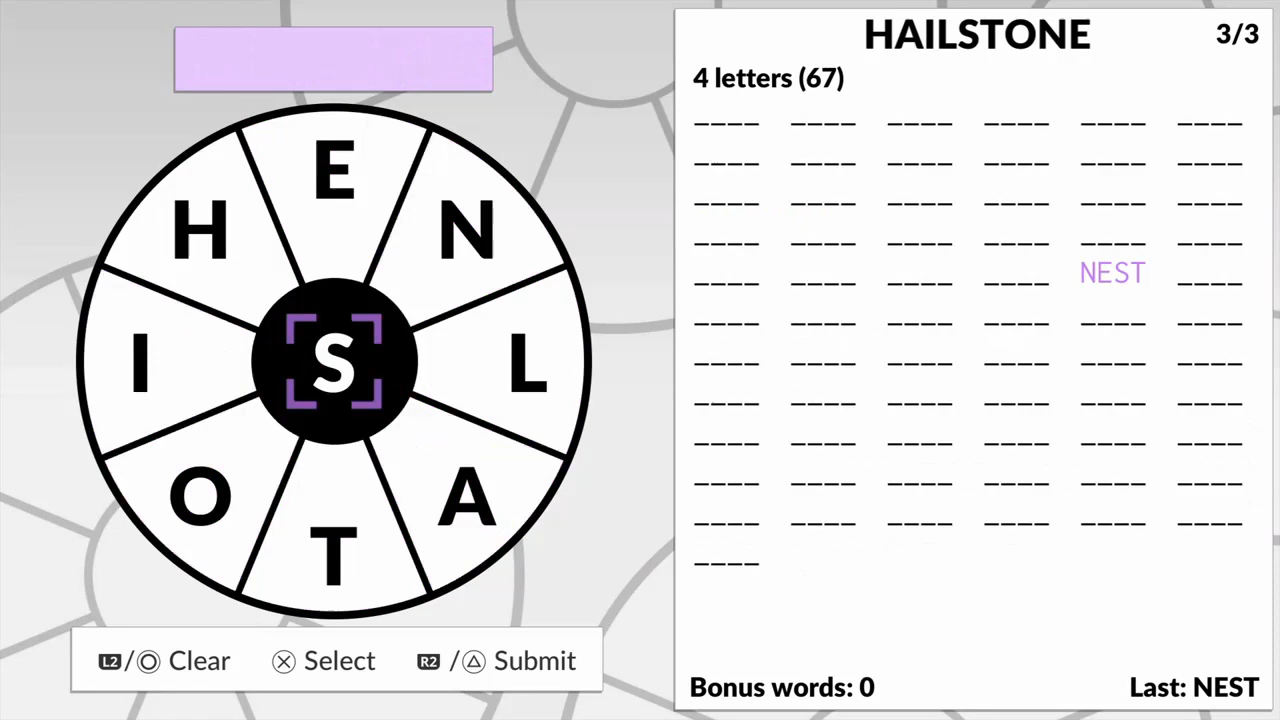 HAILSTONE 3/3
4 letters (67)
NEST
E
H N
I S L
O A
T
L2/◯ Clear ⨂ Select R2 /△ Submit
Bonus words: 0 Last: NEST